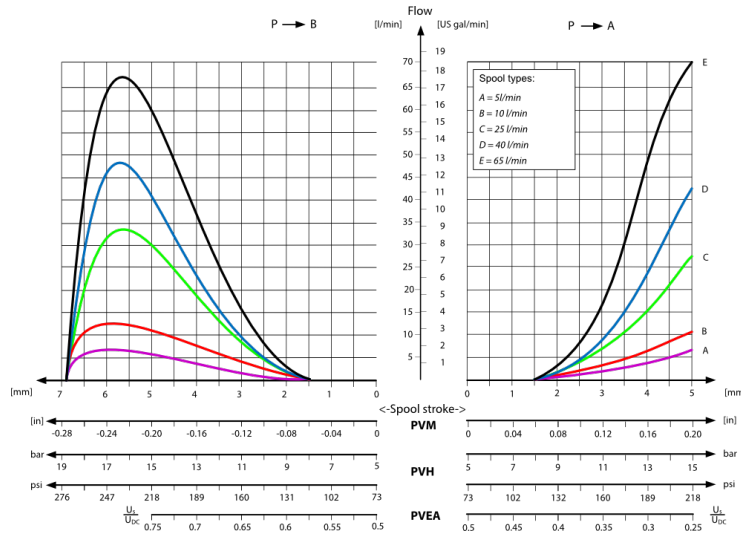 Flow
P → B
[l/min]
[US gal/min]
P → A
70
65
60
55
50
45
40
35
30
25
20
15
10
5
19
18
17
16
15
14
13
12
11
10
9
8
7
6
5
4
3
2
1
Spool types:
A = 5l/min
B = 10 l/min
C = 25 l/min
D = 40 l/min
E = 65 l/min
E
D
C
B
A
[mm] 7 6 5 4 3 2 1 0
0 1 2 3 4 5 [mm
<-Spool stroke->
[in] -0.28 -0.24 -0.20 -0.16 -0.12 -0.08 -0.04 0
PVM
0 0.04 0.08 0.12 0.16 0.20 [in]
bar 19 17 15 13 11 9 7 5
PVH
5 7 9 11 13 15 bar
psi 276 247 218 189 160 131 102 73
73 102 132 160 189 218 psi
US
UDC
0.75 0.7 0.65 0.6 0.55 0.5
PVEA
0.5 0.45 0.4 0.35 0.3 0.25
US
UDC